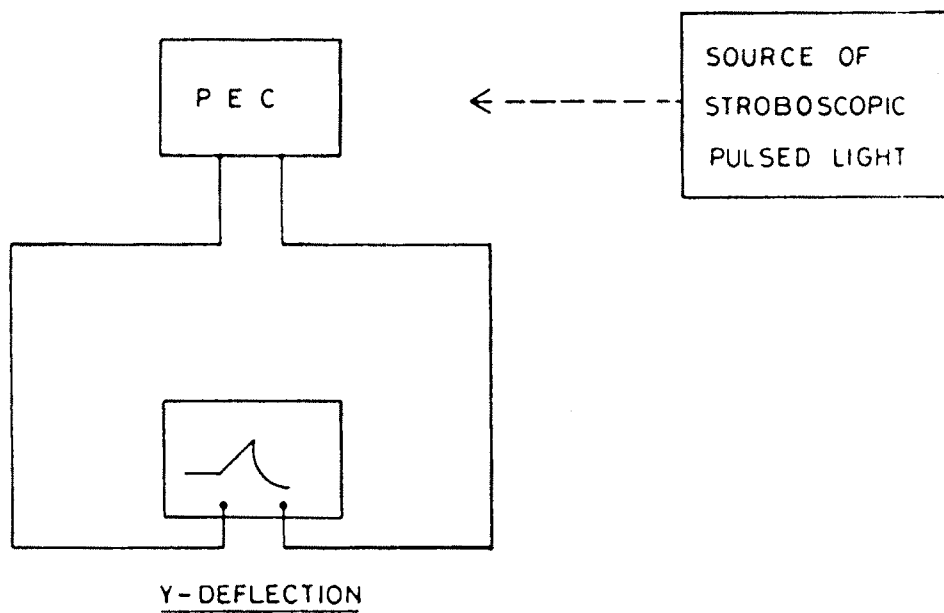 P E C
SOURCE OF
STROBOSCOPIC
PULSED LIGHT
Y-DEFLECTION